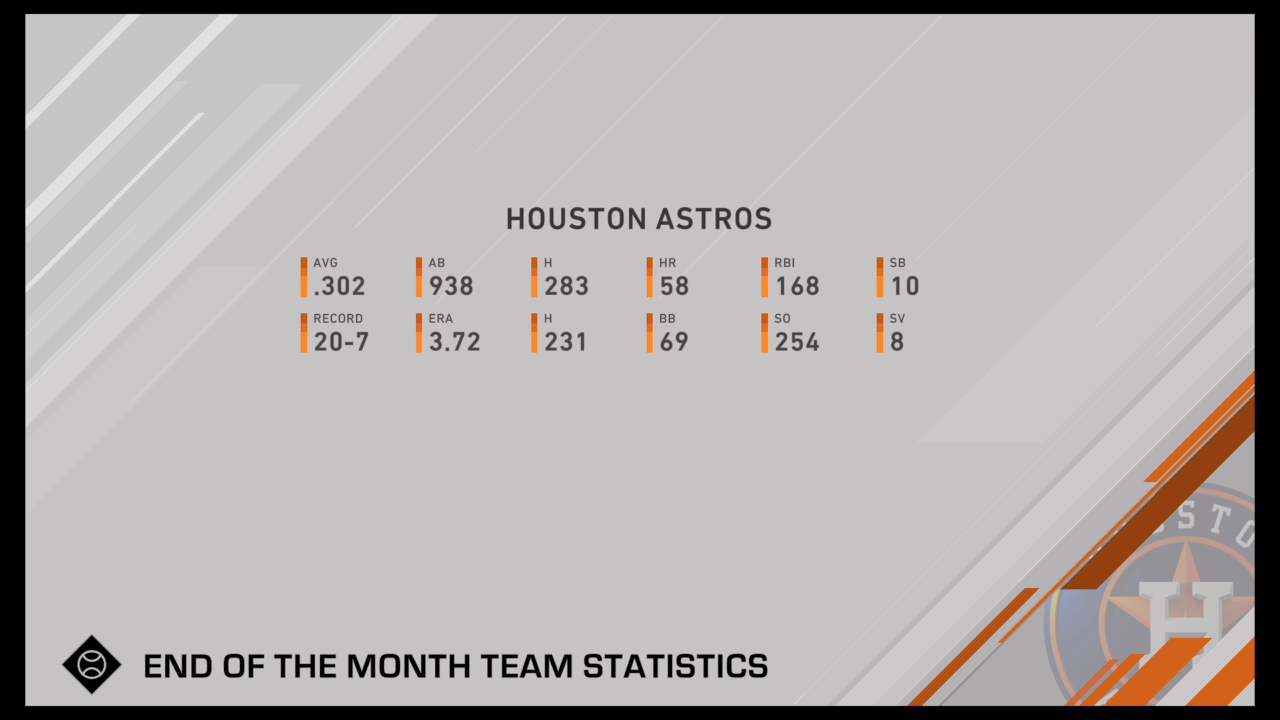 HOUSTON ASTROS
AVG AB H HR RBI SB
.302 938 283 58 168 10
RECORD ERA H BB SO SV
20-7 3.72 231 69 254 8
H
END OF THE MONTH TEAM STATISTICS